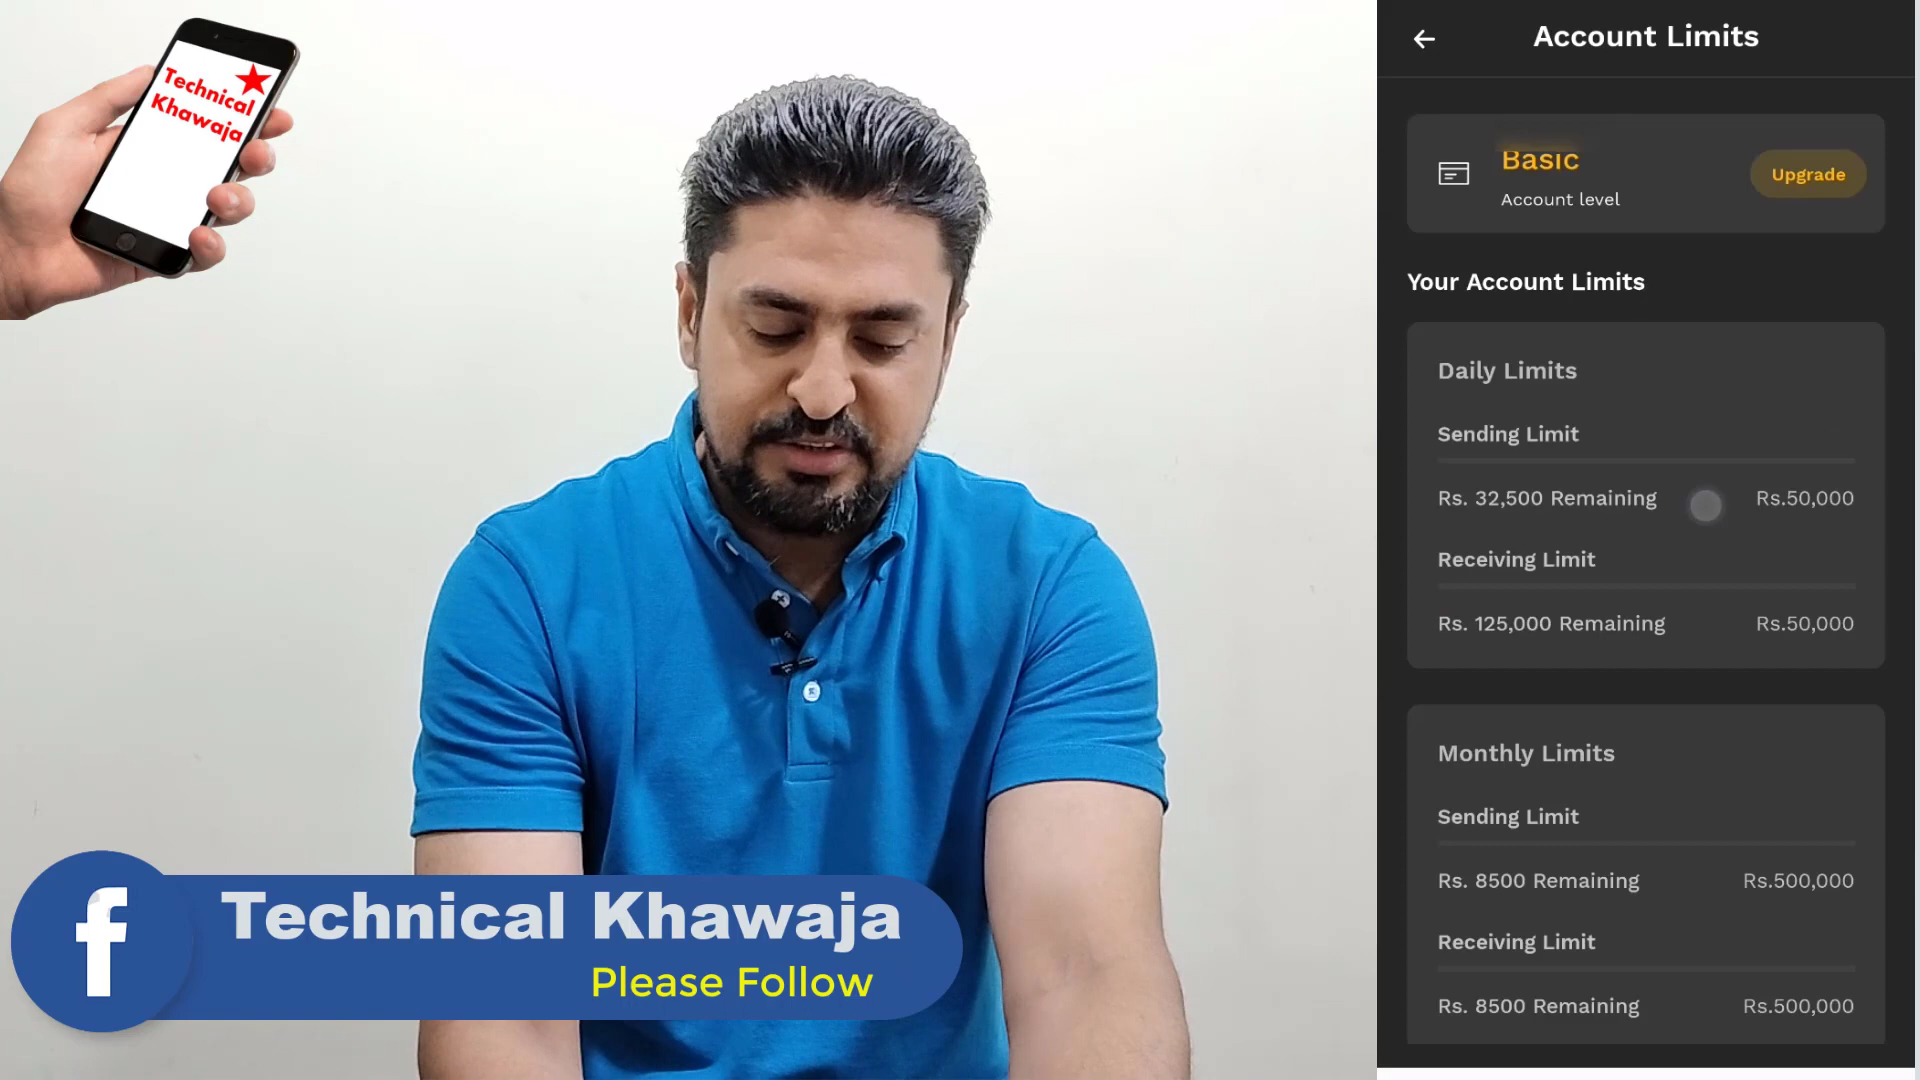 Technical
Khawaja
Account Limits
Basic
Account level
Upgrade
Your Account Limits
Daily Limits
Sending Limit
Rs. 32,500 Remaining
Rs.50,000
Receiving Limit
Rs. 125,000 Remaining
Rs.50,000
Monthly Limits
Sending Limit
Rs. 8500 Remaining
Rs.500,000
Receiving Limit
Rs. 8500 Remaining
Rs.500,000
f
Technical Khawaja
Please Follow